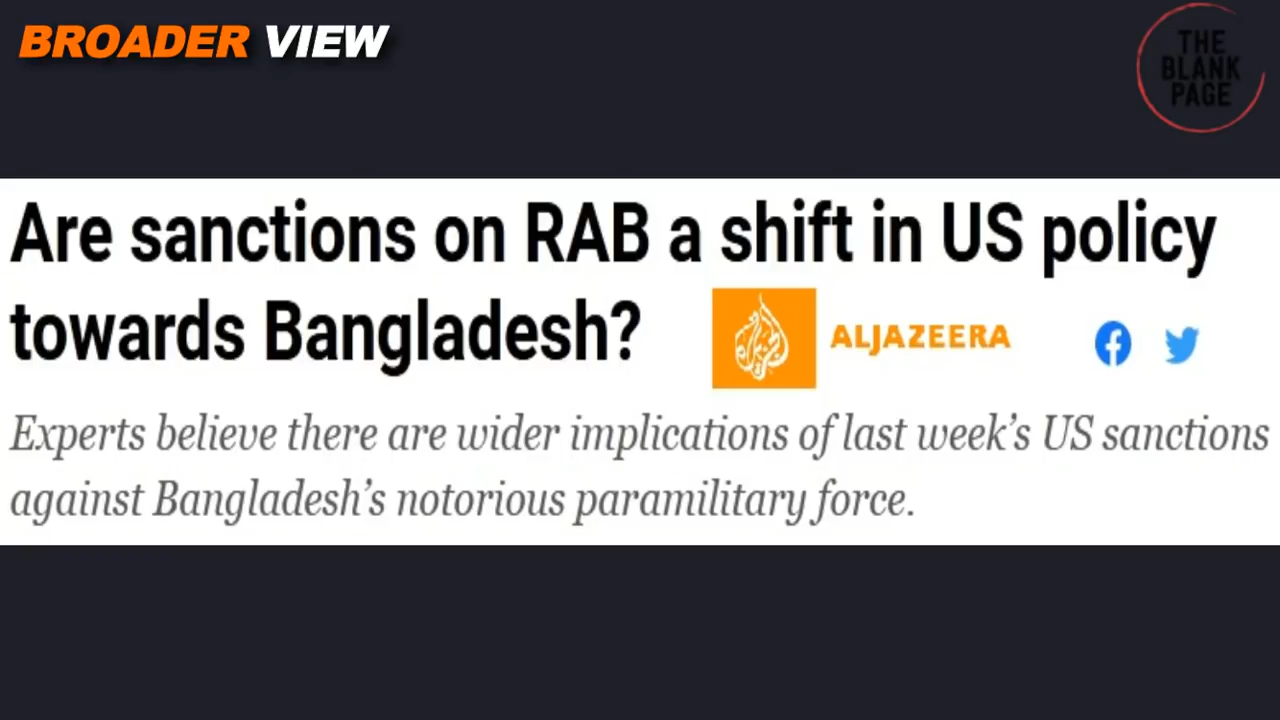 BROADER VIEW
THE
BLANK
PAGE
Are sanctions on RAB a shift in US policy
towards Bangladesh?
ALJAZEERA
Experts believe there are wider implications of last week’s US sanctions
against Bangladesh’s notorious paramilitary force.